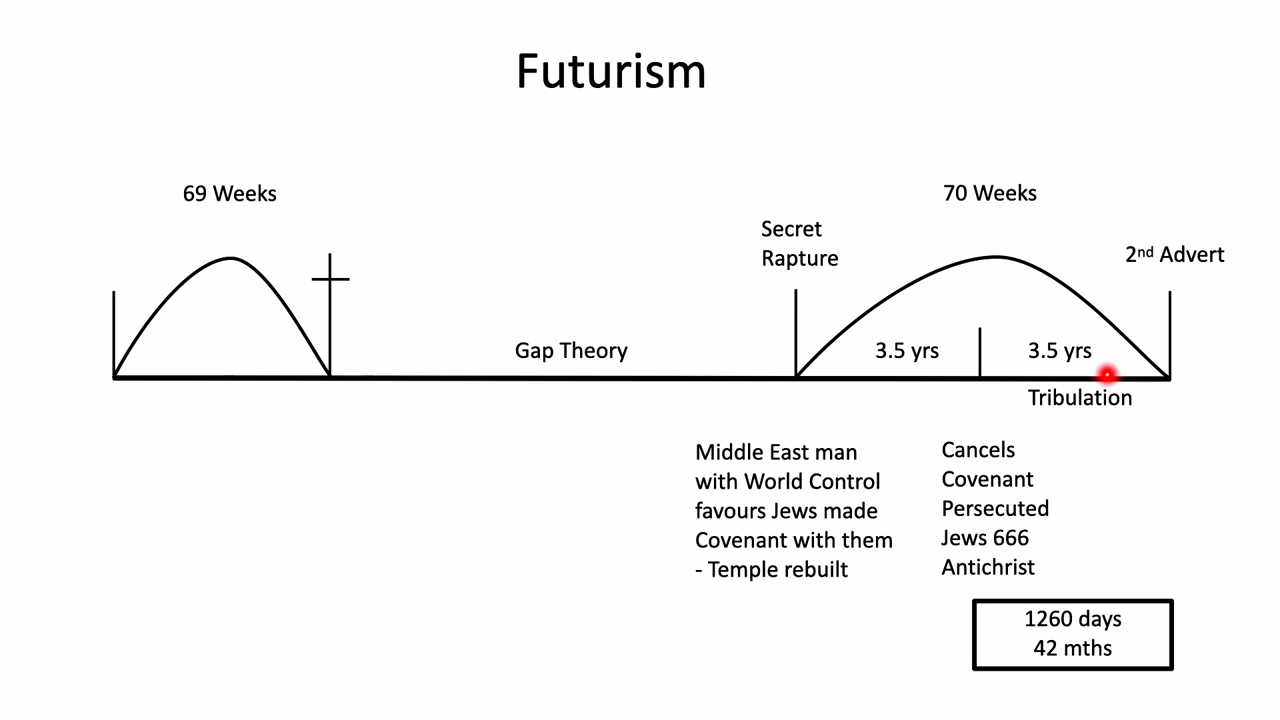 Futurism
69 Weeks
70 Weeks
Secret
Rapture
2nd Advert
Gap Theory
3.5 yrs
3.5 yrs
Tribulation
Middle East man
with World Control
favours Jews made
Covenant with them
- Temple rebuilt
Cancels
Covenant
Persecuted
Jews 666
Antichrist
1260 days
42 mths